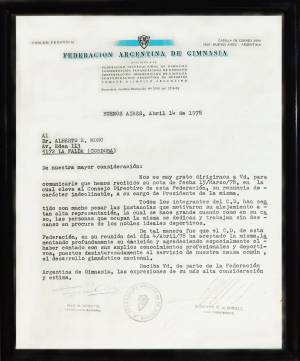 FEDERACION ARGENTINA DE GIMNASIA
BUENOS AIRES, Abril 14 de 1978
Al
Sr. ALBERTO R.
Av. Eden 113
5172 LA FALDA (CORDOBA)
De nuestra mayor consideración:
Nos es muy grato dirigirnos a Vd, para
comunicarle que hemos recibido su nota de fecha 15/Marzo/78, en la
cual eleva al Consejo Directivo de esta Federación, su renuncia de
carácter indeclinable, a su cargo de Presidente de la misma.
Todos los integrantes del C.D, han sen
tido con mucho pesar las instancias que motivaron su alejamiento a es
tan alta representación, la cual se hace grande cuando como en su ca
so, las personas que ocupan la misma se dedican y trabajan sin des-
canso en procura de los nobles ideales deportivos.
De tal manera fue que el C.D, de esta
Federación, en su reunión del día 4/Abril/78 ha aceptado la misma, la
mentando profundamente su decisión y agradeciendo especialmente el
haber contado con sus amplios conocimientos profesionales y deporti-
vos, puestos desinteresadamente al servicio de nuestra causa común,
el desarrollo gimnástico nacional.
Reciba Vd, de parte de la Federación
Argentina de Gimnasia, las expresiones de su más alta consideración
y estima.